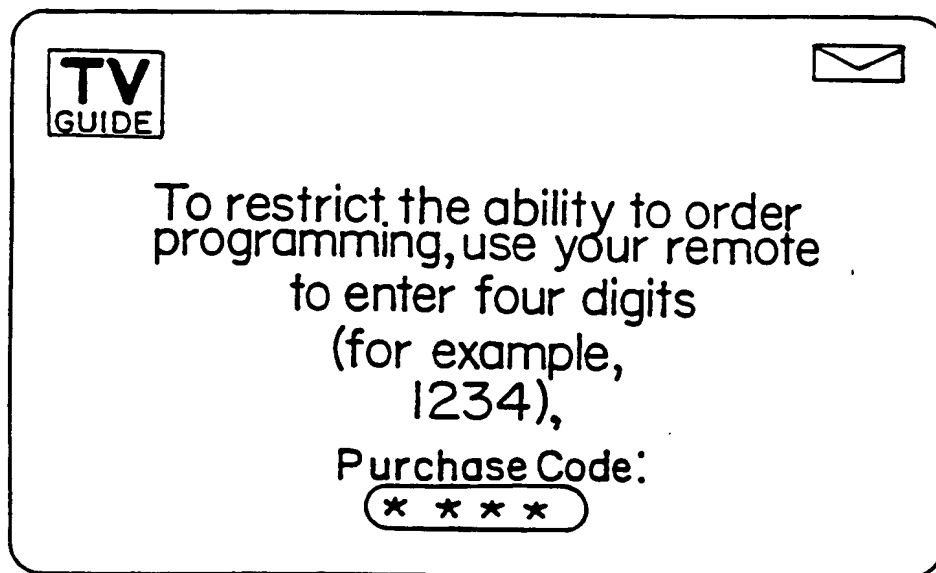 TV
GUIDE
To restrict the ability to order
programming, use your remote
to enter four digits
(for example,
1234),
Purchase Code:
* * * *